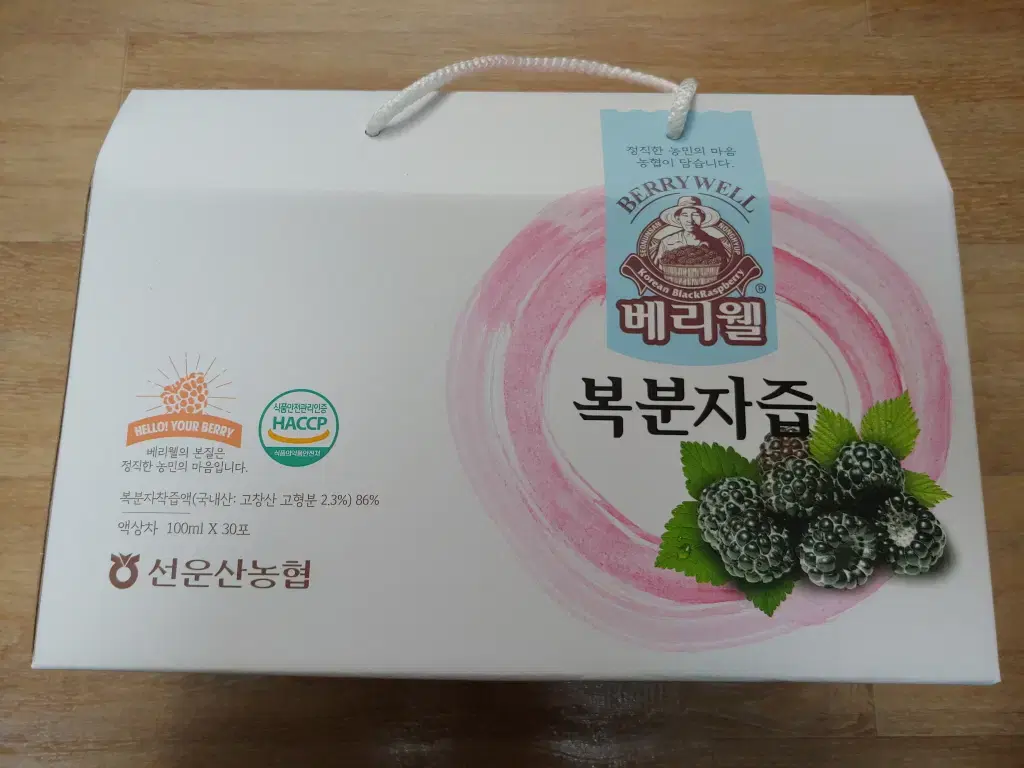 정직한 농민의 마음
농협이 담습니다.
BERRYWELL
SEONUNSAN NONGHYUP
Korean BlackRaspberry
®
베리웰
복분자즙
HELLO! YOUR BERRY
베리웰의 본질은
정직한 농민의 마음입니다.
식품안전관리인증
HACCP
식품의약품안전처
복분자착즙액(국내산: 고창산 고형분 2.3%) 86%
액상차 100ml X 30포
선운산농협